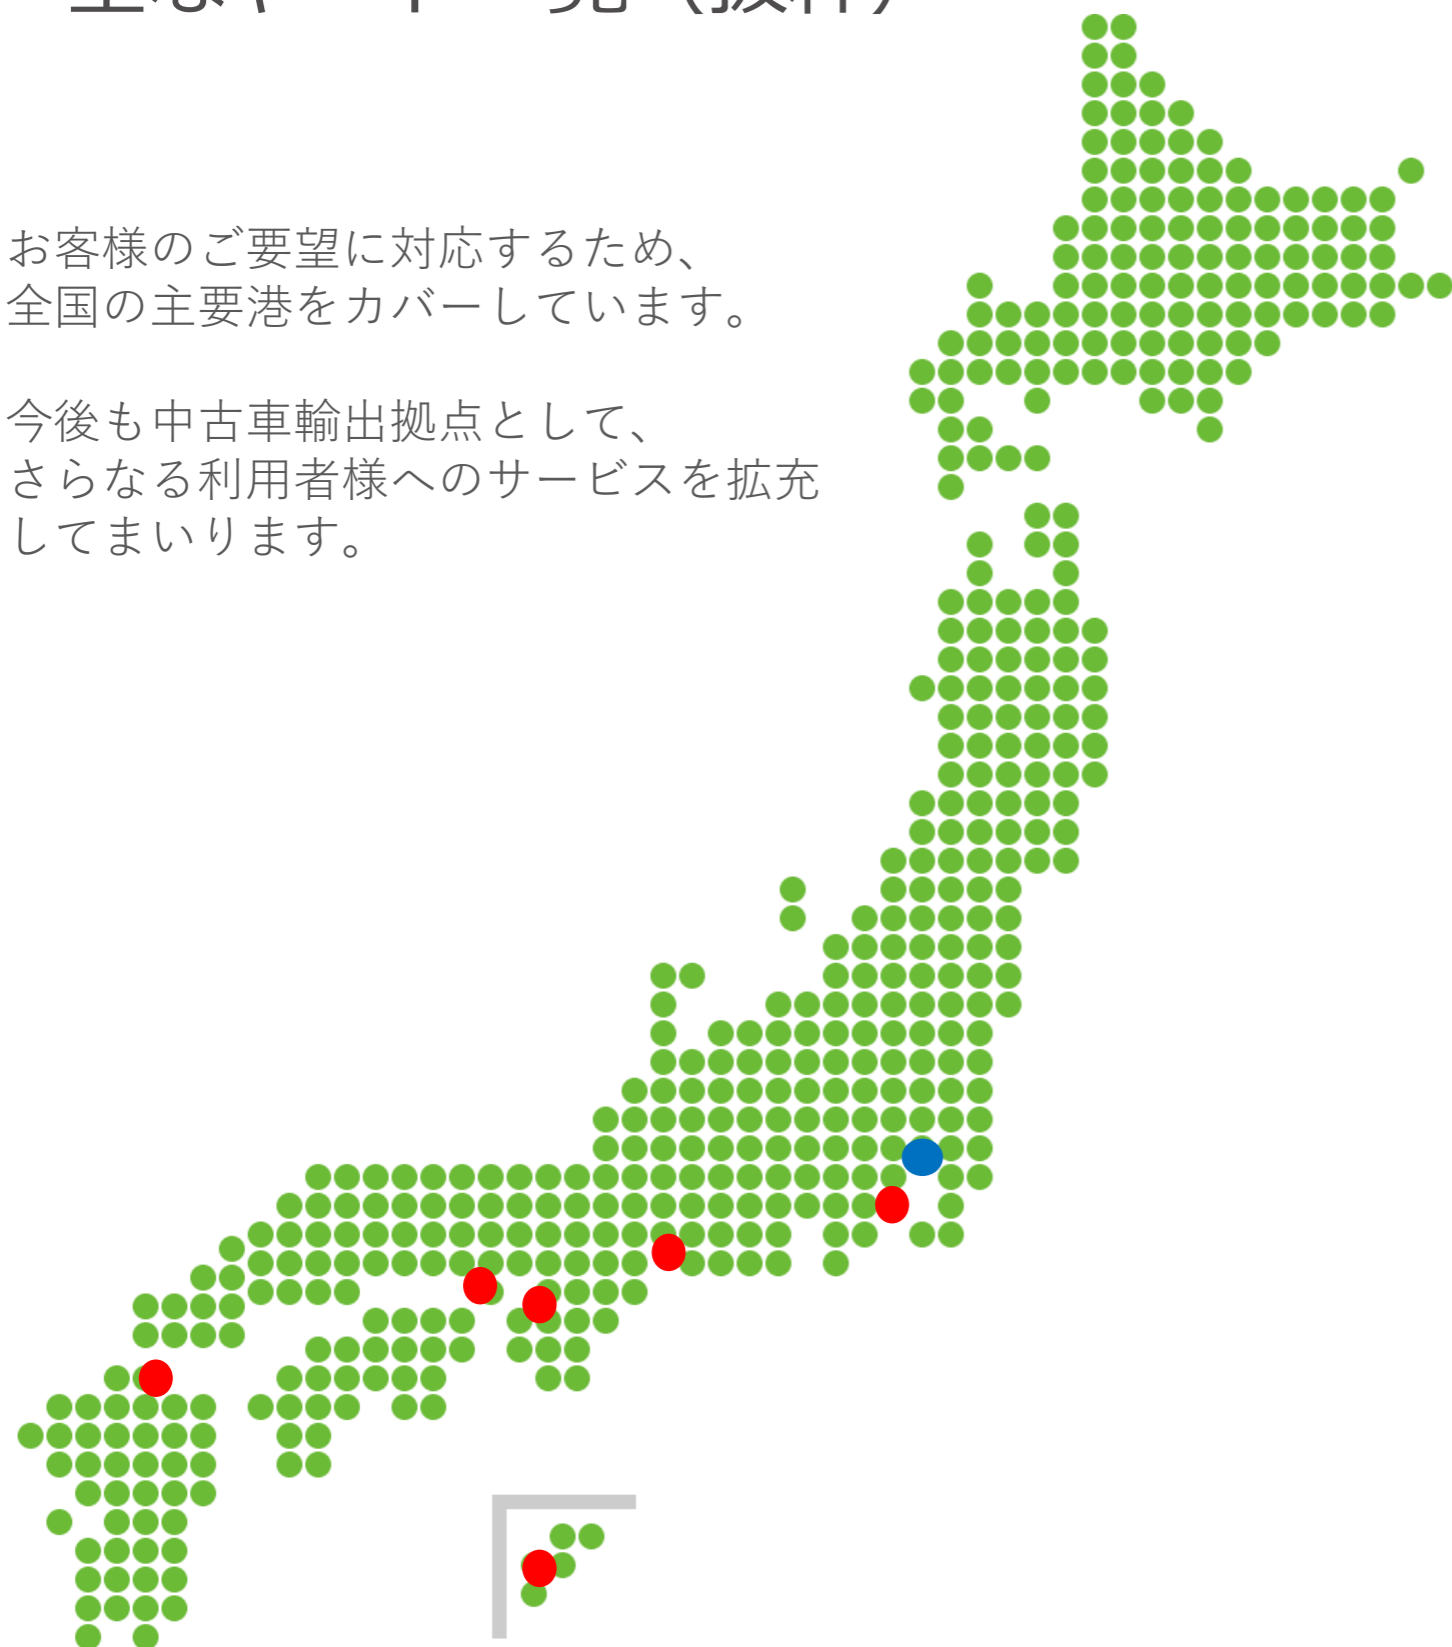 お客様のご要望に対応するため、
全国の主要港をカバーしています。
今後も中古車輸出拠点として、
さらなる利用者様へのサービスを拡充
してまいります。